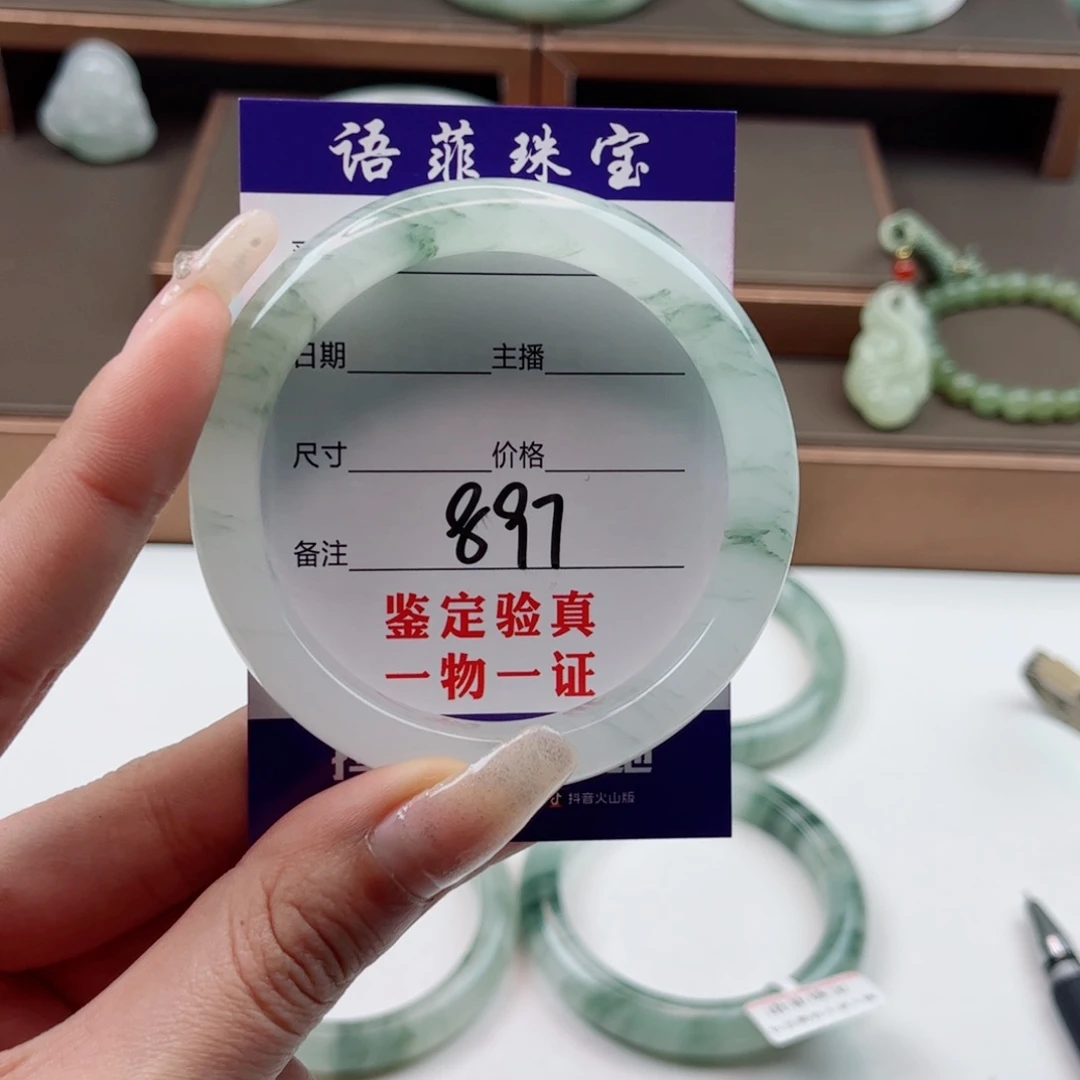 语菲珠宝
日期 主播
尺寸 价格
备注 897
鉴定验真
一物一证
抖音火山版